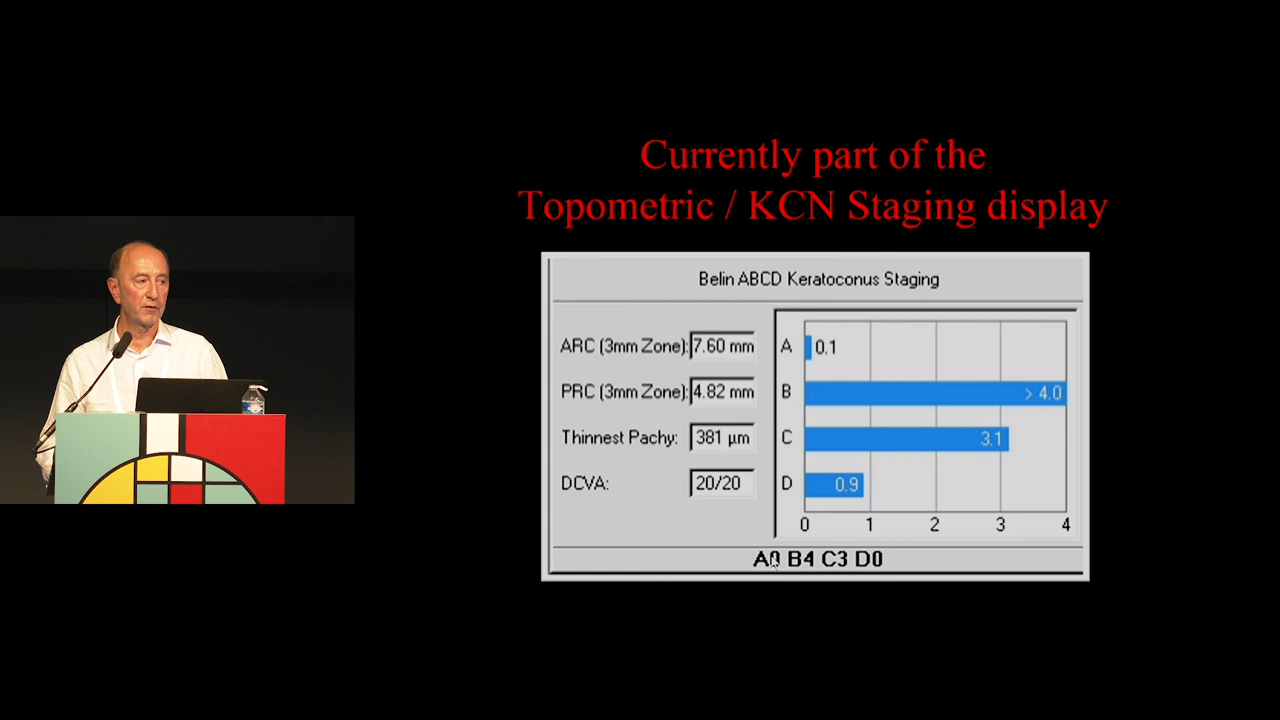 Currently part of the
Topometric / KCN Staging display
Belin ABCD Keratoconus Staging
ARC (3mm Zone): 7.60 mm
PRC (3mm Zone): 4.82 mm
Thinnest Pachy: 381 µm
DCVA: 20/20
A 0.1
B > 4.0
C 3.1
D 0.9
0 1 2 3 4
A0 B4 C3 D0